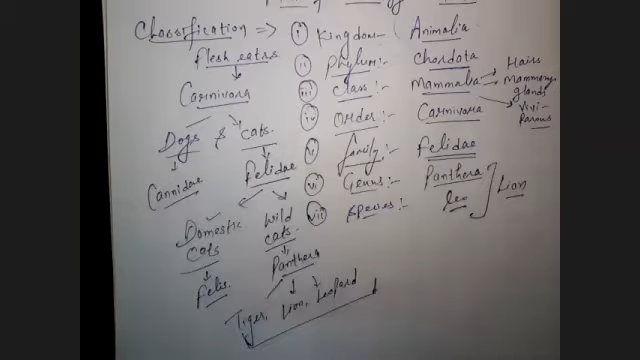 Classification => (i) Kingdom - Animalia
Flesh eaters
(ii) Phylum:- Chordata
Carnivora
(iii) Class:- Mammalia
Hairs
Mammary glands
Vivi-
Parous
(iv) Order:- Carnivora
Dogs & Cats.
(v) family:- Felidae
Cannidae
Felidae
(vi) Genus:- Panthera
(vii) Species:- leo
Lion
Domestic
Cats
Wild
Cats.
Felis.
Panthera
Tiger, Lion, Leopard